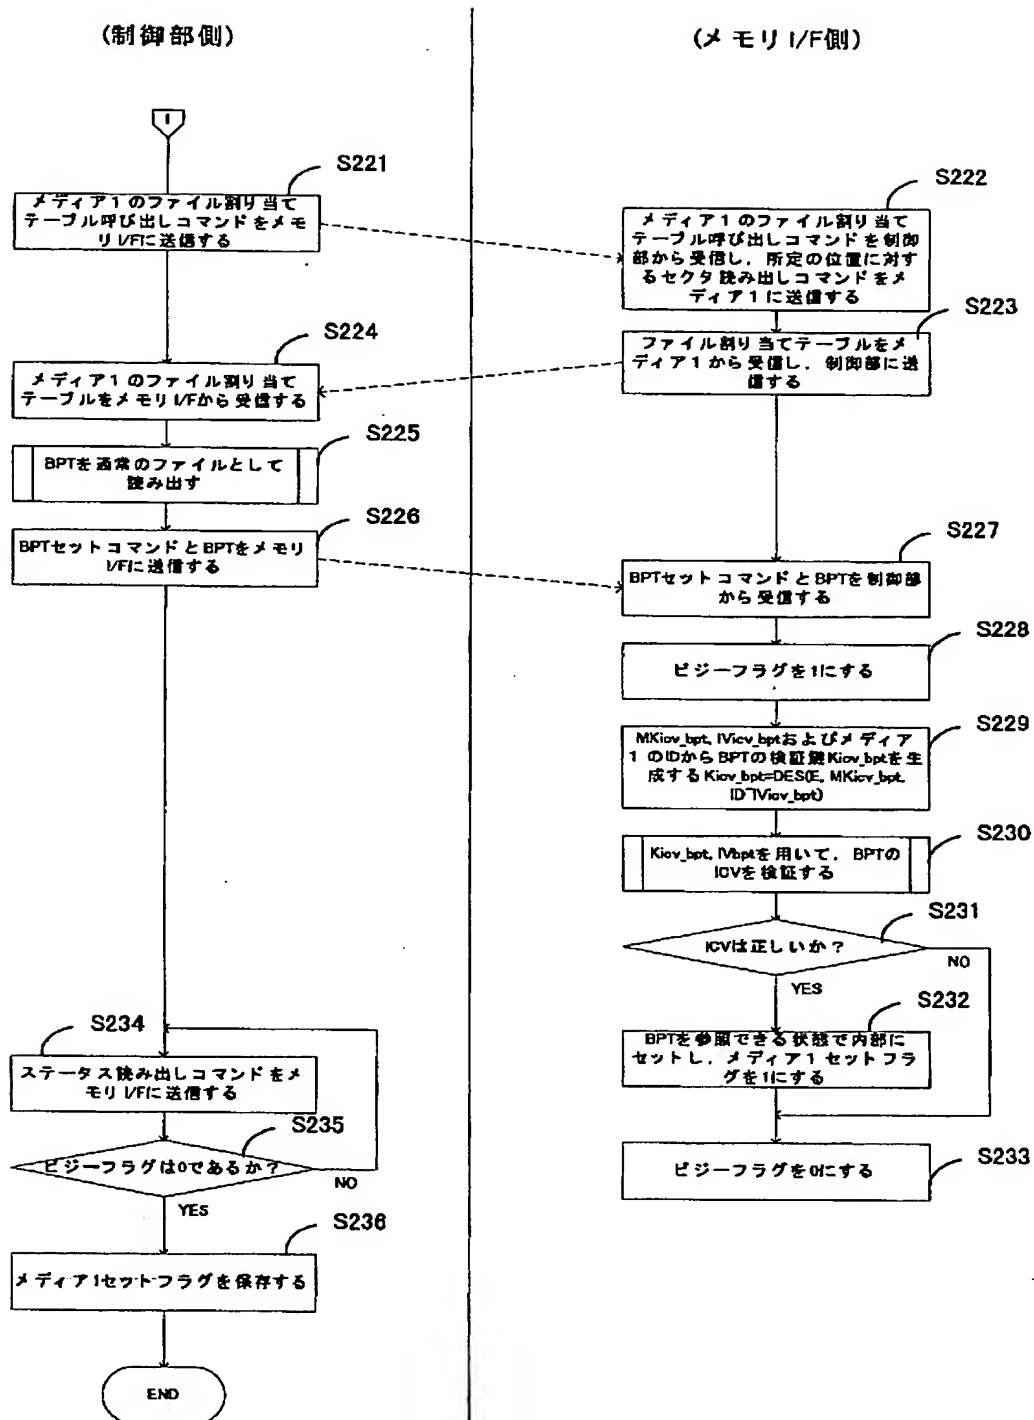 (制御部側)
(メモリI/F側)
1
S221
メディア1のファイル割り当て
テーブル呼び出しコマンドをメモ
リI/Fに送信する
S222
メディア1のファイル割り当て
テーブル呼び出しコマンドを制御
部から受信し、所定の位置に対す
るセクタ読み出しコマンドをメ
ディア1に送信する
S223
ファイル割り当てテーブルをメ
ディア1から受信し、制御部に送
信する
S224
メディア1のファイル割り当て
テーブルをメモリI/Fから受信する
S225
BPTを通常のファイルとして
読み出す
S226
BPTセットコマンドとBPTをメモリ
I/Fに送信する
S227
BPTセットコマンドとBPTを制御部
から受信する
S228
ビジーフラグを1にする
S229
MKicv_bpt, IVicv_bptおよびメディア
1のIDからBPTの検証鍵Kicv_bptを生
成するKicv_bpt=DES(E, MKicv_bpt,
ID^IVicv_bpt)
S230
Kicv_bpt, IVbptを用いて、BPTの
ICVを検証する
S231
ICVは正しいか?
NO
YES
S232
BPTを参照できる状態で内部に
セットし、メディア1セットフラ
グを1にする
S233
ビジーフラグを0にする
S234
ステータス読み出しコマンドをメ
モリI/Fに送信する
S235
ビジーフラグは0であるか?
NO
YES
S236
メディア1セットフラグを保存する
END